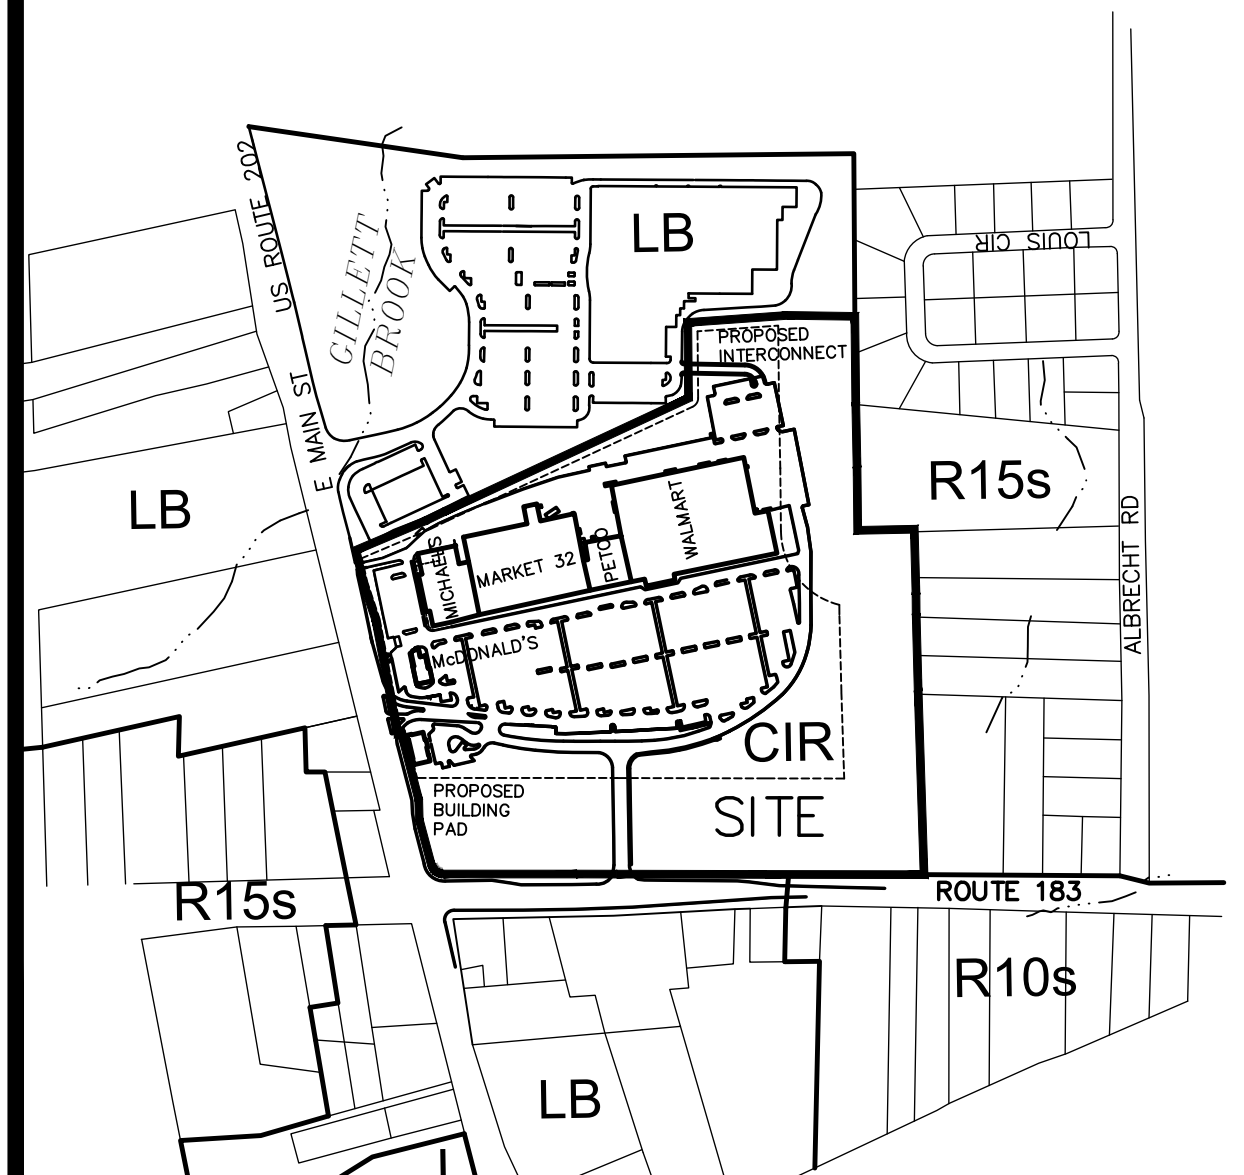 US ROUTE 202
E MAIN ST
GILLETT
BROOK
LB
LOUIS CIR
PROPOSED
INTERCONNECT
R15s
ALBRECHT RD
LB
MICHAELS
MARKET 32
PETCO
WALMART
McDONALD'S
CIR
SITE
PROPOSED
BUILDING
PAD
R15s
ROUTE 183
R10s
LB